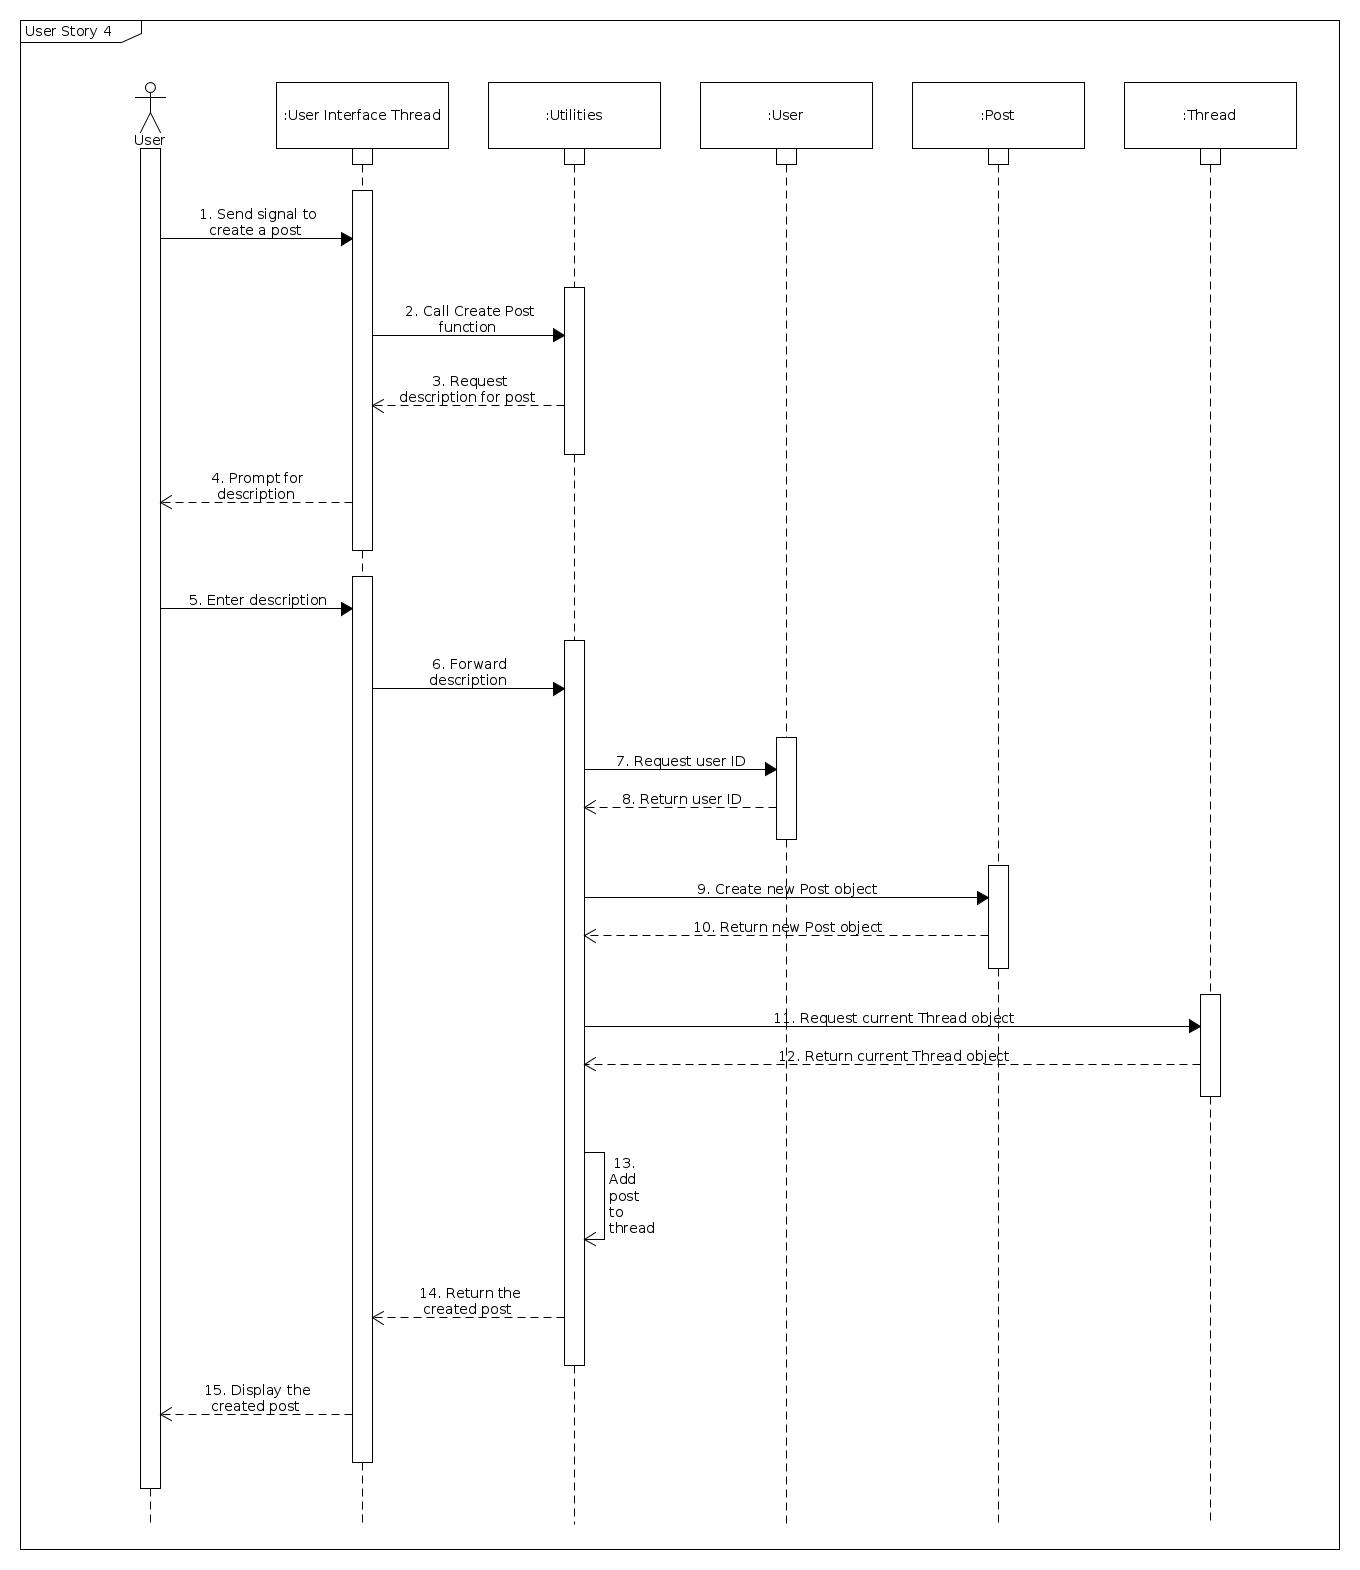 User Story 4
User
:User Interface Thread
:Utilities
:User
:Post
:Thread
1. Send signal to
create a post
2. Call Create Post
function
3. Request
description for post
4. Prompt for
description
5. Enter description
6. Forward
description
7. Request user ID
8. Return user ID
9. Create new Post object
10. Return new Post object
11. Request current Thread object
12. Return current Thread object
13.
Add
post
to
thread
14. Return the
created post
15. Display the
created post